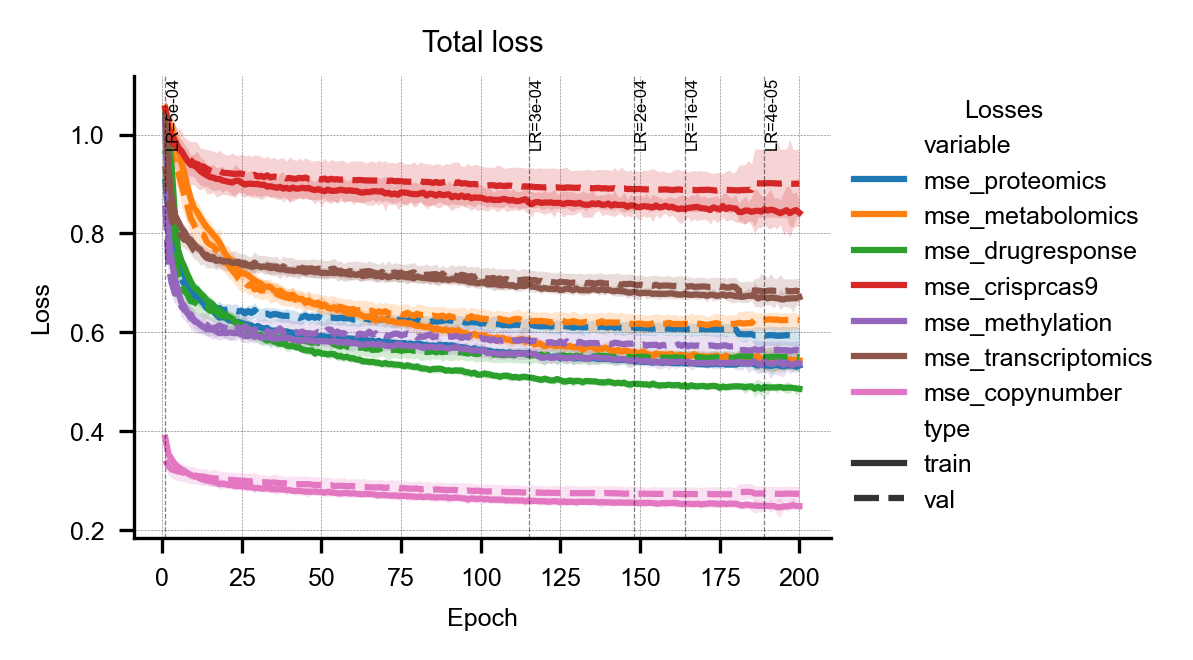 Total loss
LR=5e-04
LR=3e-04
LR=2e-04
LR=1e-04
LR=4e-05
1.0
0.8
0.6
0.4
0.2
Loss
0 25 50 75 100 125 150 175 200
Epoch
Losses
variable
mse_proteomics
mse_metabolomics
mse_drugresponse
mse_crisprcas9
mse_methylation
mse_transcriptomics
mse_copynumber
type
train
val